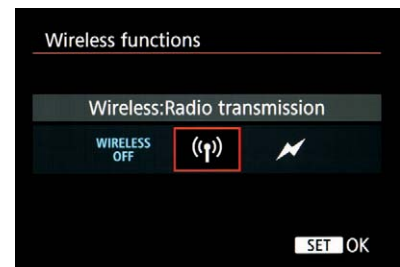 Wireless functions
Wireless:Radio transmission
WIRELESS
OFF
SET OK